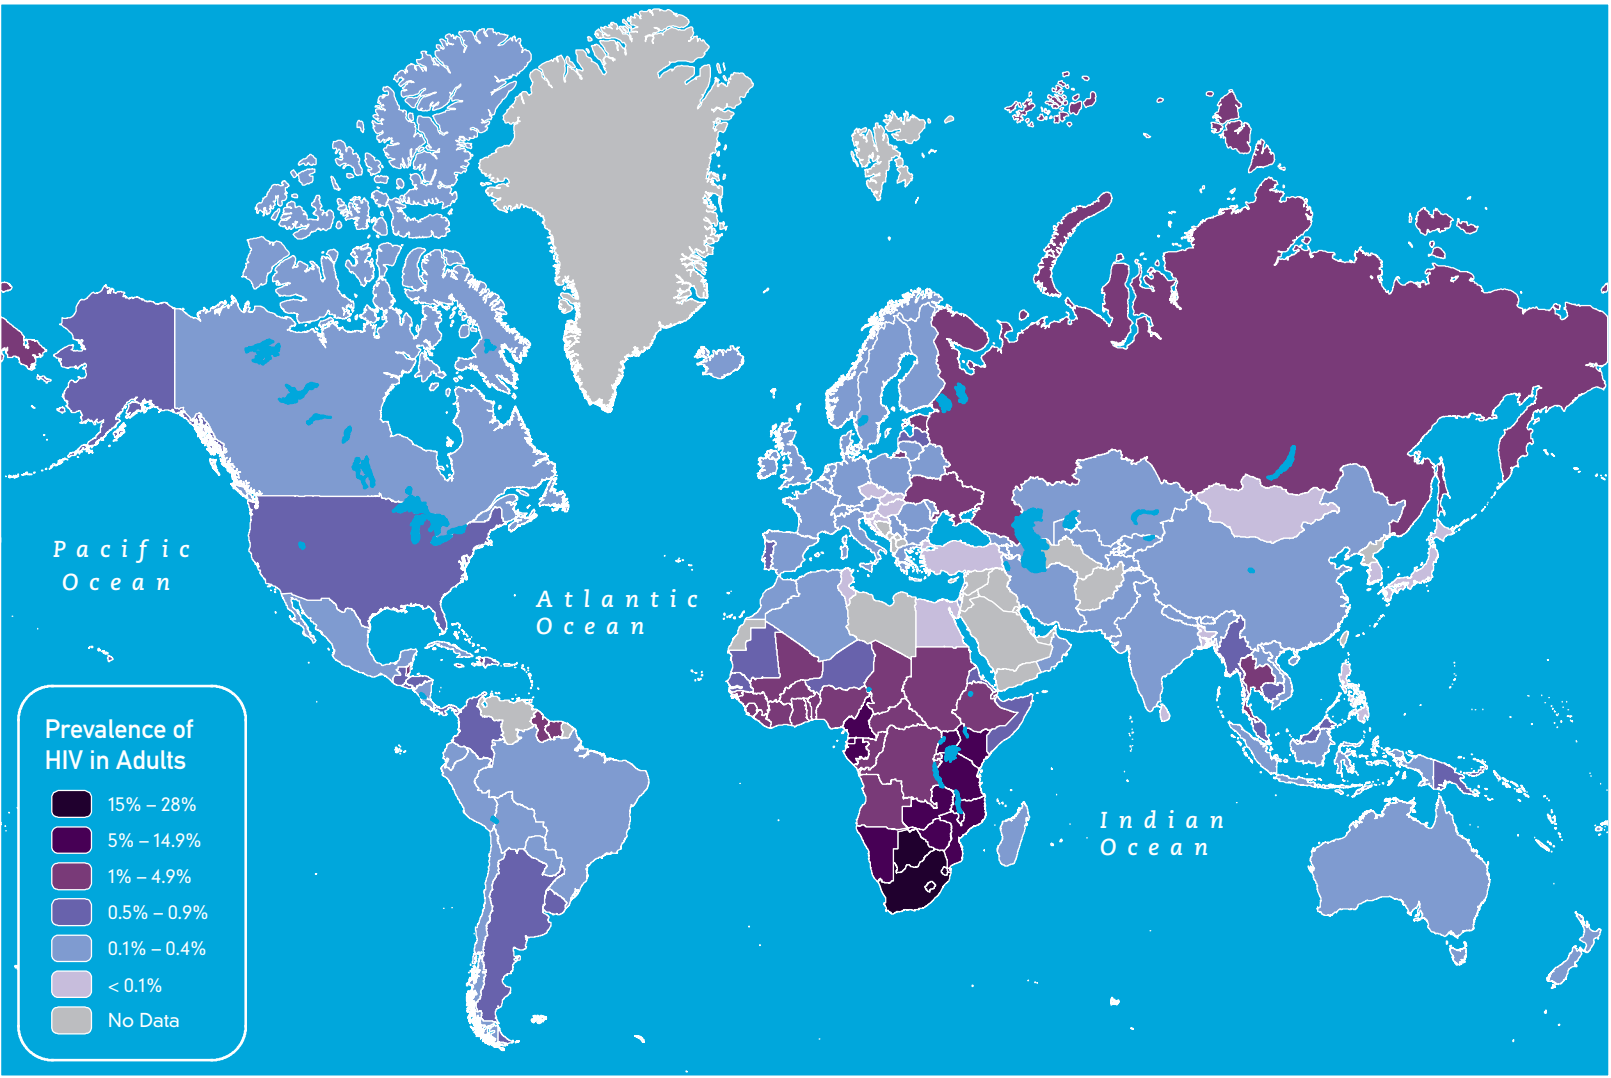 Pacific
Ocean
Atlantic
Ocean
Indian
Ocean
Prevalence of
HIV in Adults
15% – 28%
5% – 14.9%
1% – 4.9%
0.5% – 0.9%
0.1% – 0.4%
< 0.1%
No Data